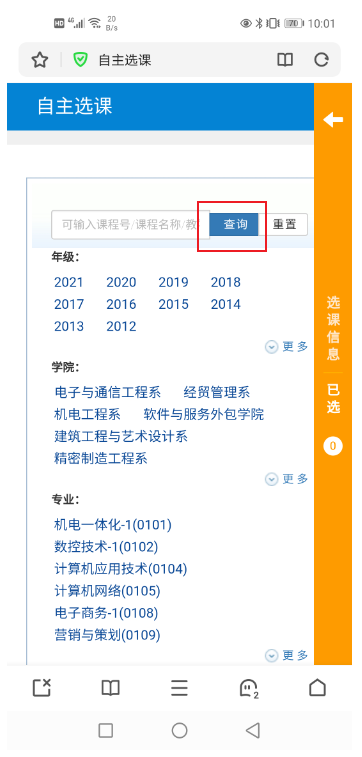 HD 4G 20 B/s 120 10:01
自主选课
自主选课
可输入课程号/课程名称/教 查询 重置
年级:
2021 2020 2019 2018
2017 2016 2015 2014
2013 2012
更多
学院:
电子与通信工程系 经贸管理系
机电工程系 软件与服务外包学院
建筑工程与艺术设计系
精密制造工程系
更多
专业:
机电一体化-1(0101)
数控技术-1(0102)
计算机应用技术(0104)
计算机网络(0105)
电子商务-1(0108)
营销与策划(0109)
更多
选课信息
已选
0
2